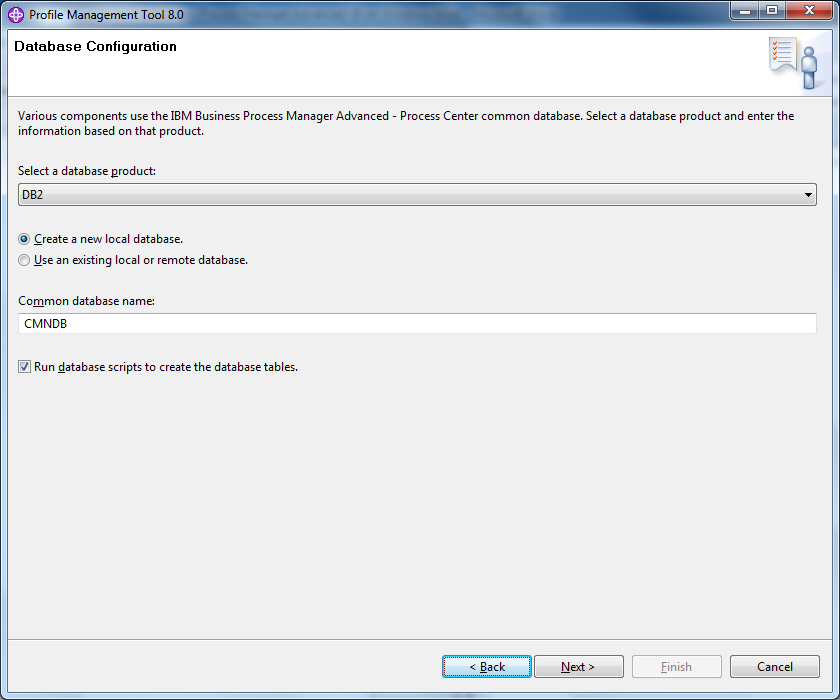 Profile Management Tool 8.0
Database Configuration
Various components use the IBM Business Process Manager Advanced - Process Center common database. Select a database product and enter the
information based on that product.
Select a database product:
DB2
Create a new local database.
Use an existing local or remote database.
Common database name:
CMNDB
Run database scripts to create the database tables.
< Back
Next >
Finish
Cancel